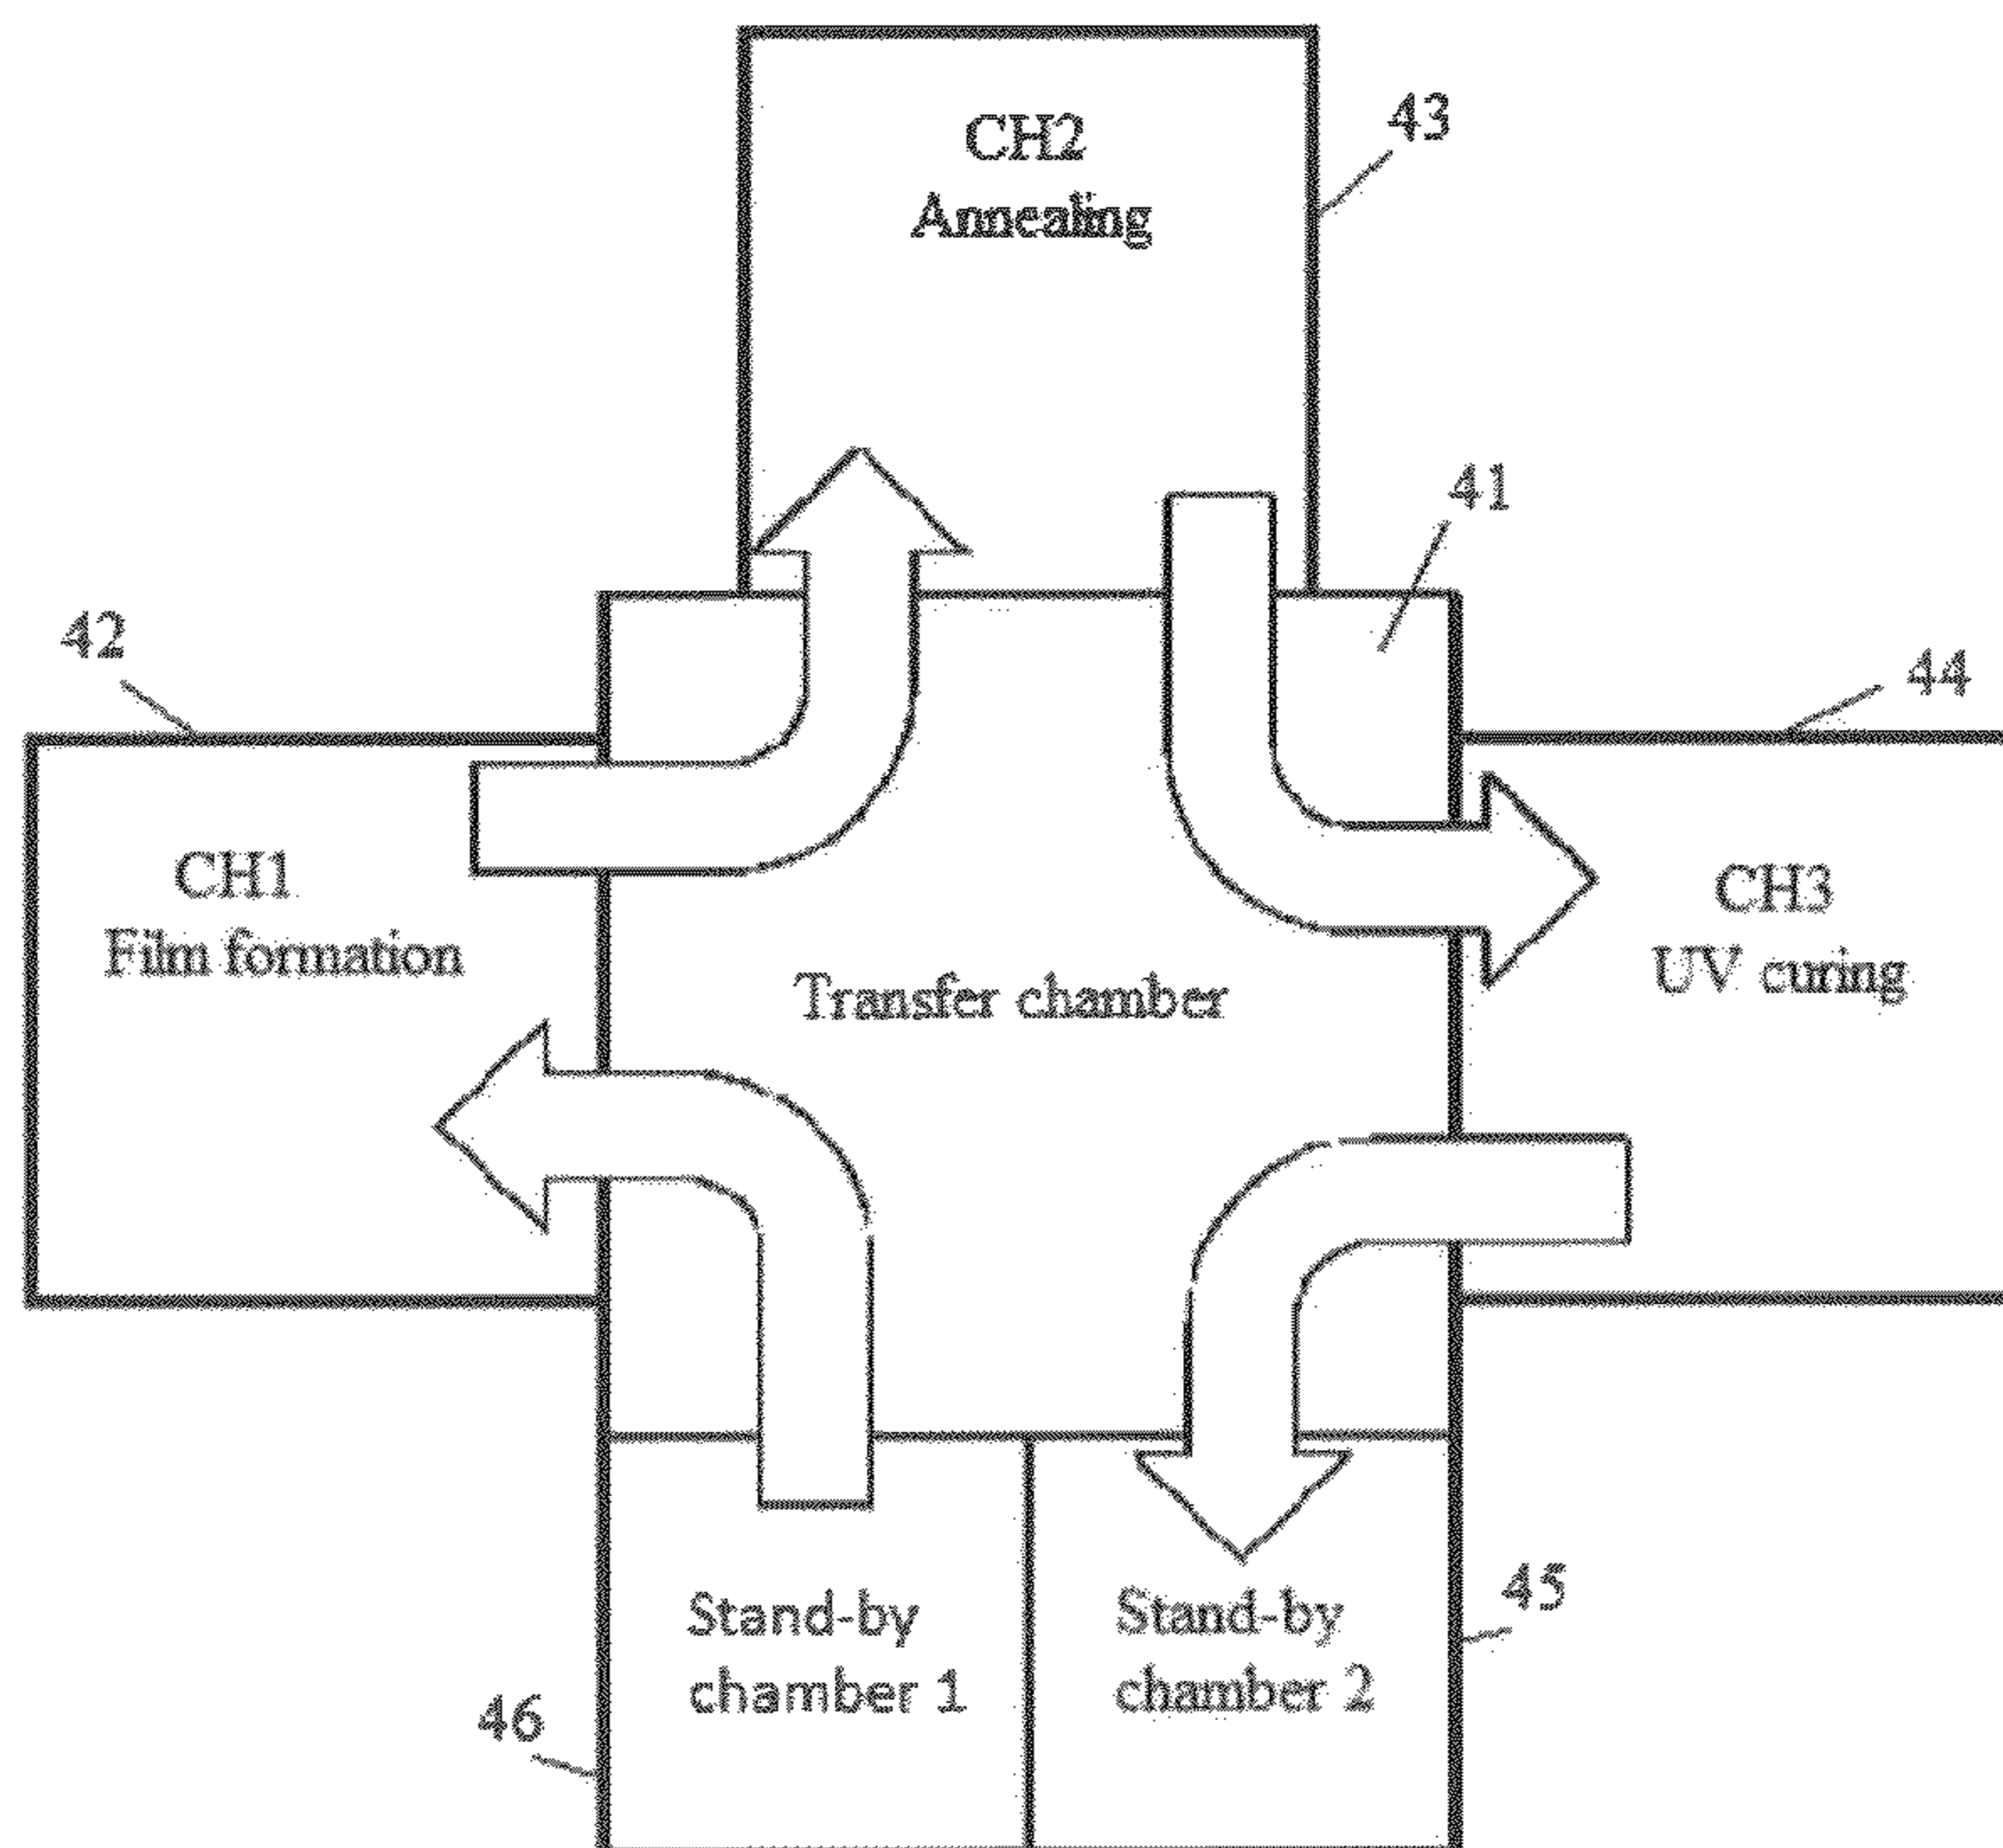 CH2
Annealing
43
41
42
44
CH1
Film formation
CH3
UV curing
Transfer chamber
Stand-by
chamber 1
Stand-by
chamber 2
45
46